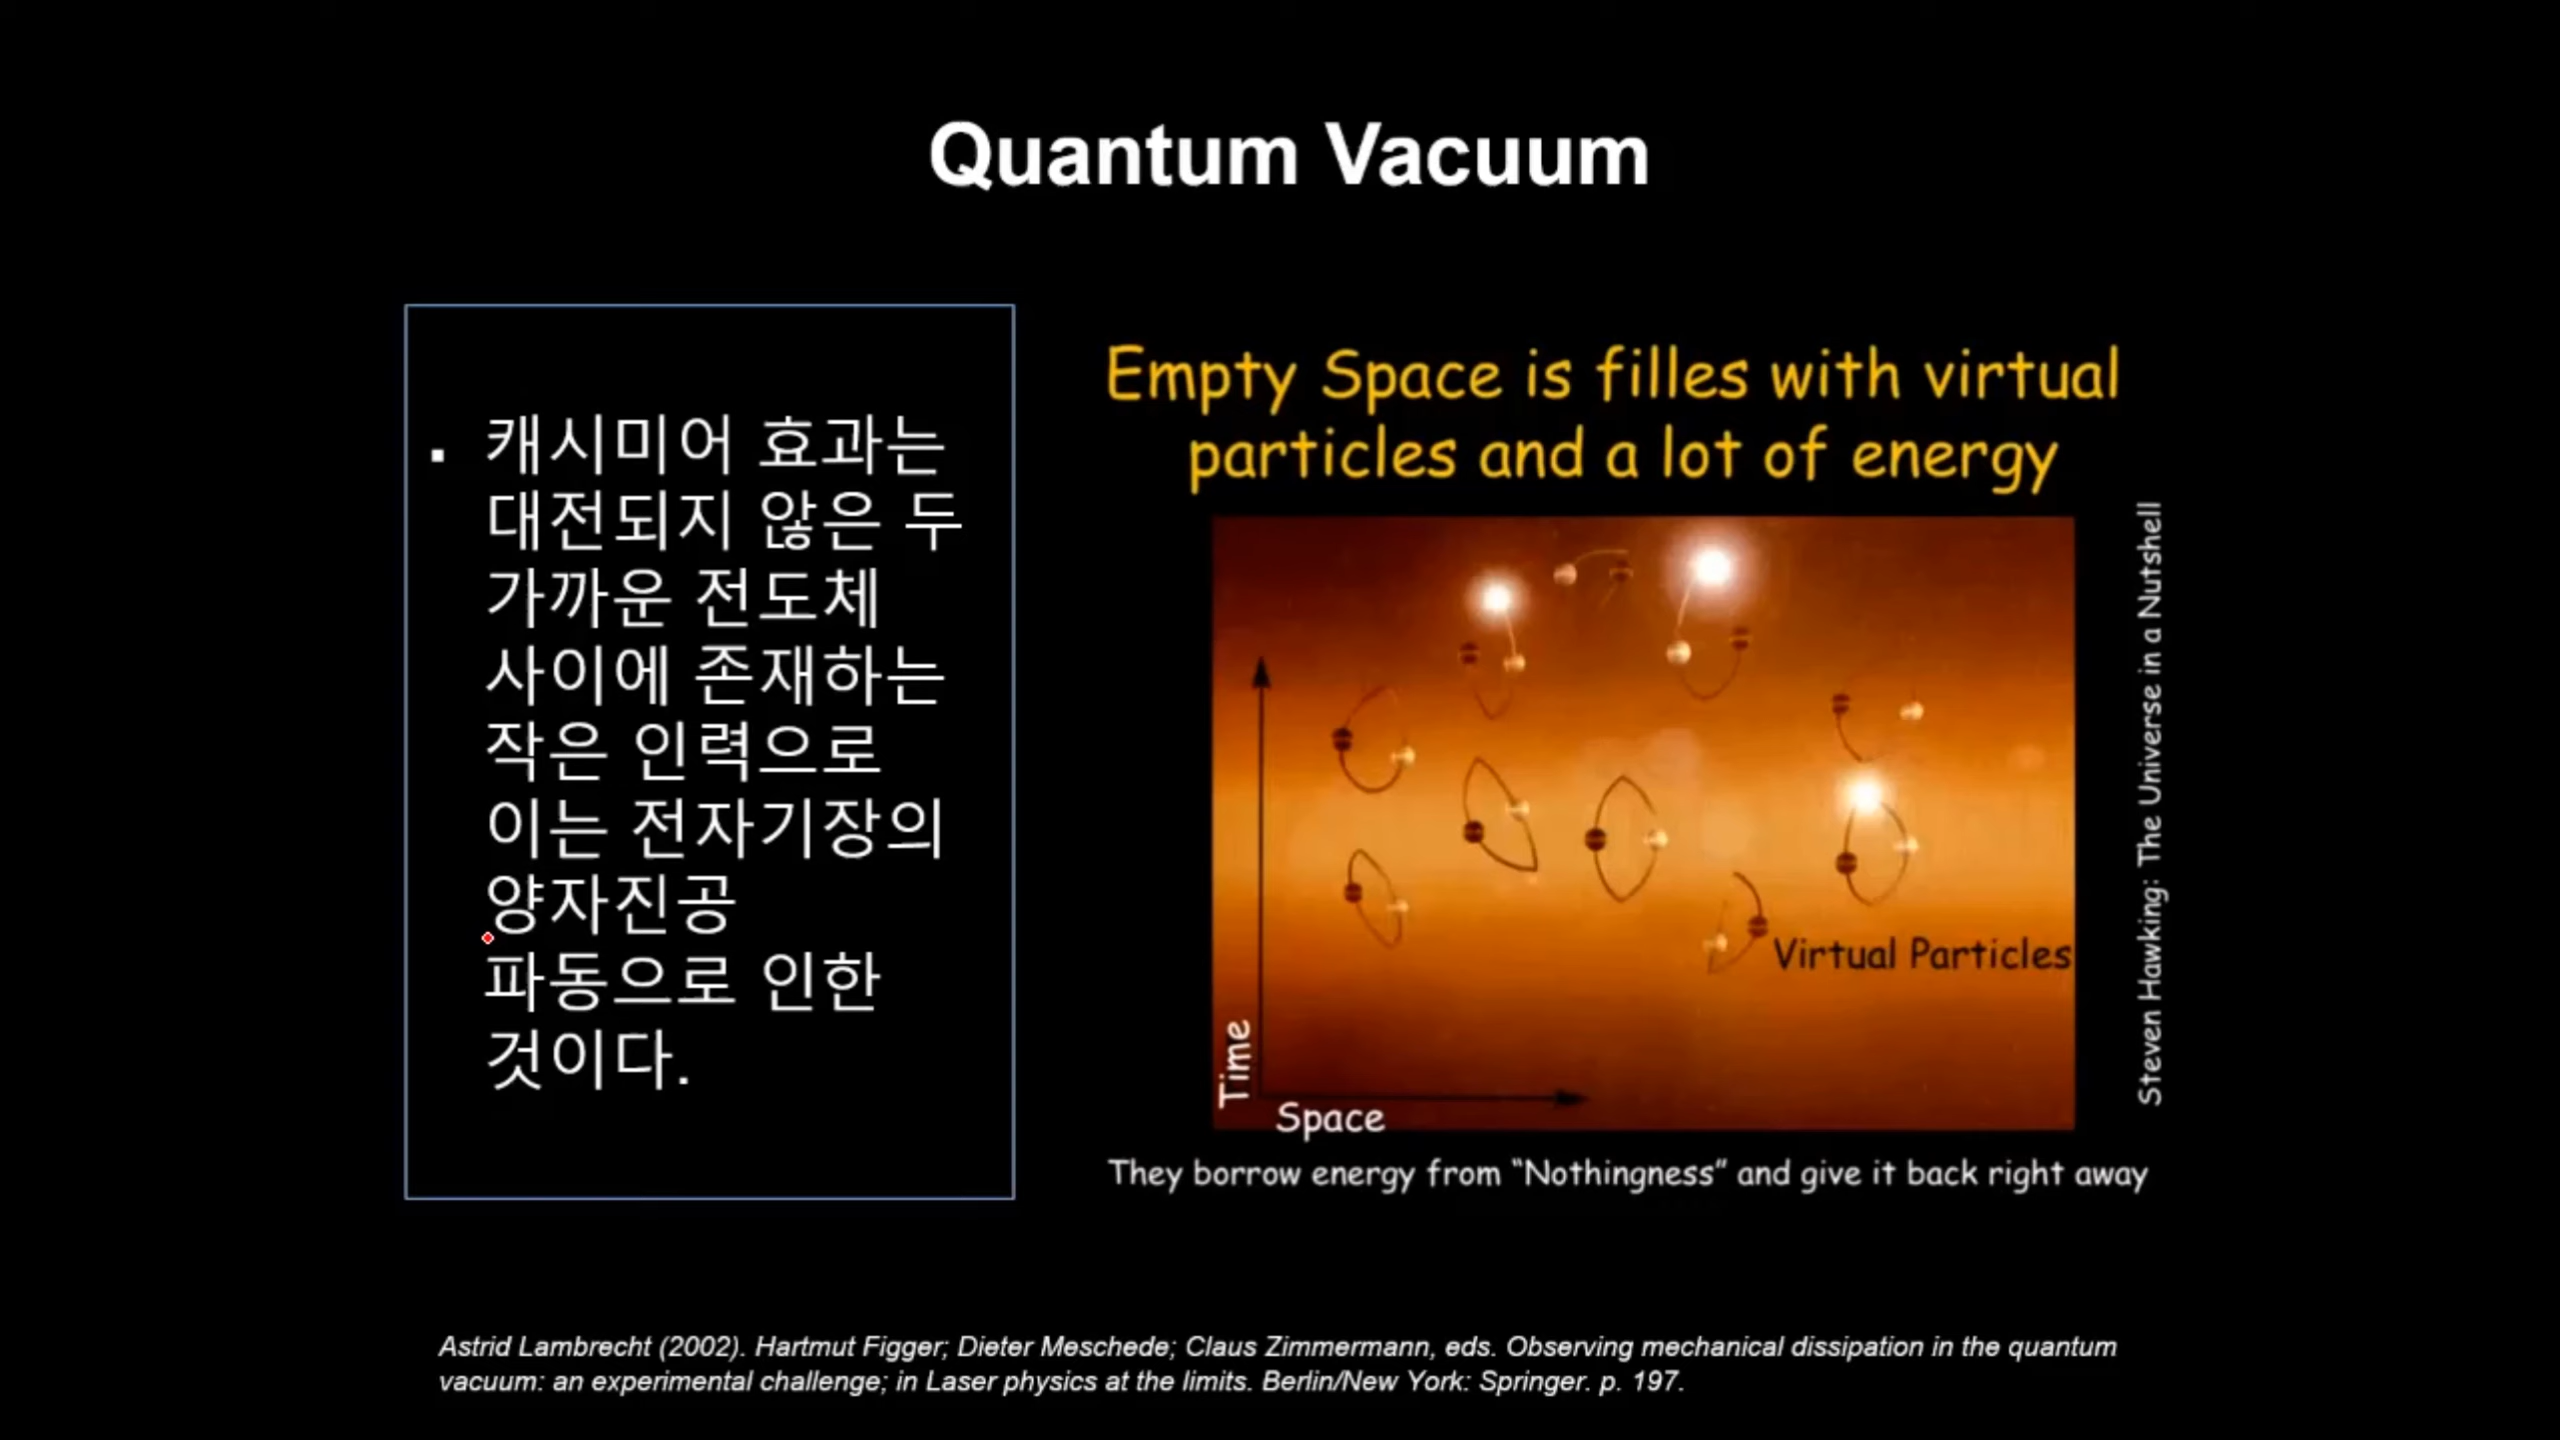 Quantum Vacuum
▪ 캐시미어 효과는
대전되지 않은 두
가까운 전도체
사이에 존재하는
작은 인력으로
이는 전자기장의
양자진공
파동으로 인한
것이다.
Empty Space is filles with virtual
particles and a lot of energy
Virtual Particles
Time
Space
Steven Hawking: The Universe in a Nutshell
They borrow energy from “Nothingness” and give it back right away
Astrid Lambrecht (2002). Hartmut Figger; Dieter Meschede; Claus Zimmermann, eds. Observing mechanical dissipation in the quantum
vacuum: an experimental challenge; in Laser physics at the limits. Berlin/New York: Springer. p. 197.